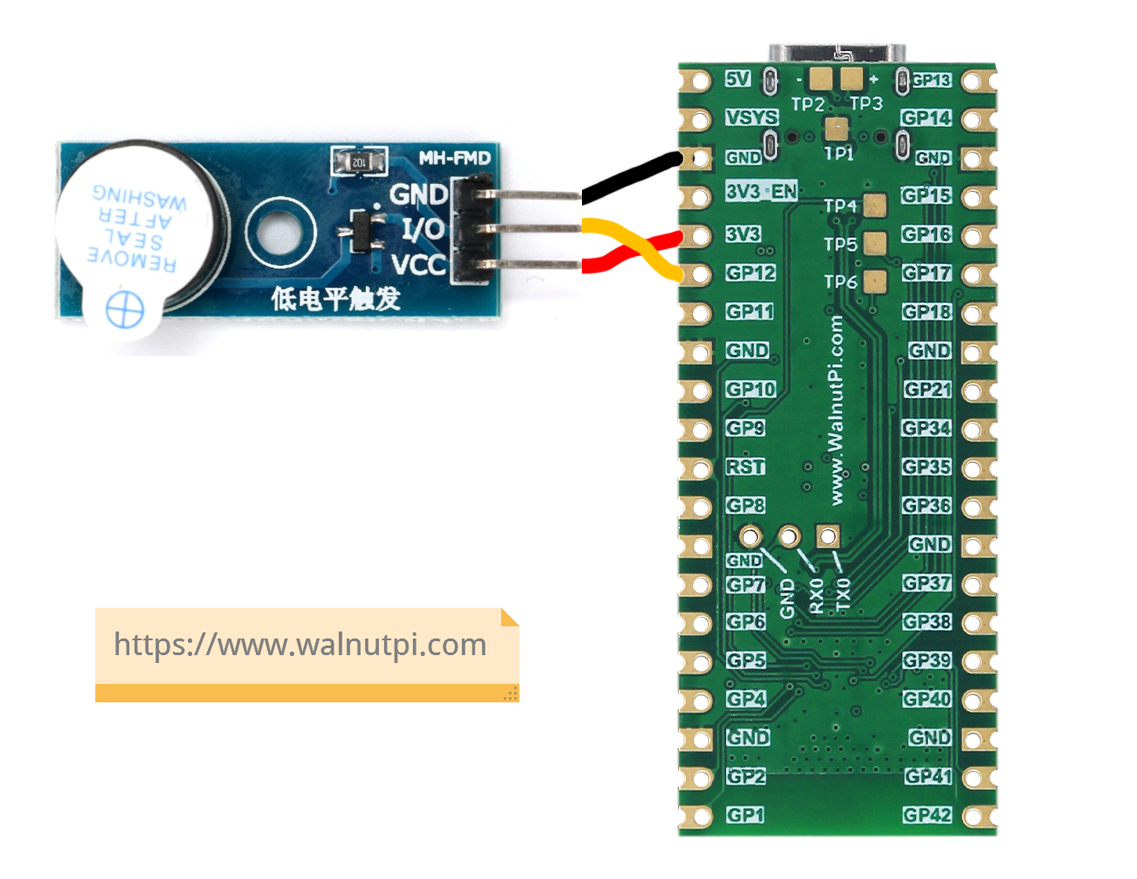 MH-FMD
GND
I/O
VCC
低电平触发
REMOVE
SEAL
AFTER
WASHING
102
5V
VSYS
GND
3V3 EN
3V3
GP12
GP11
GND
GP10
GP9
RST
GP8
GND
GP7
GP6
GP5
GP4
GND
GP2
GP1
- +
TP2 TP3
TP1
TP4
TP5
TP6
www.WalnutPi.com
GND
RX0
TX0
GP13
GP14
GND
GP15
GP16
GP17
GP18
GND
GP21
GP34
GP35
GP36
GND
GP37
GP38
GP39
GP40
GND
GP41
GP42
https://www.walnutpi.com